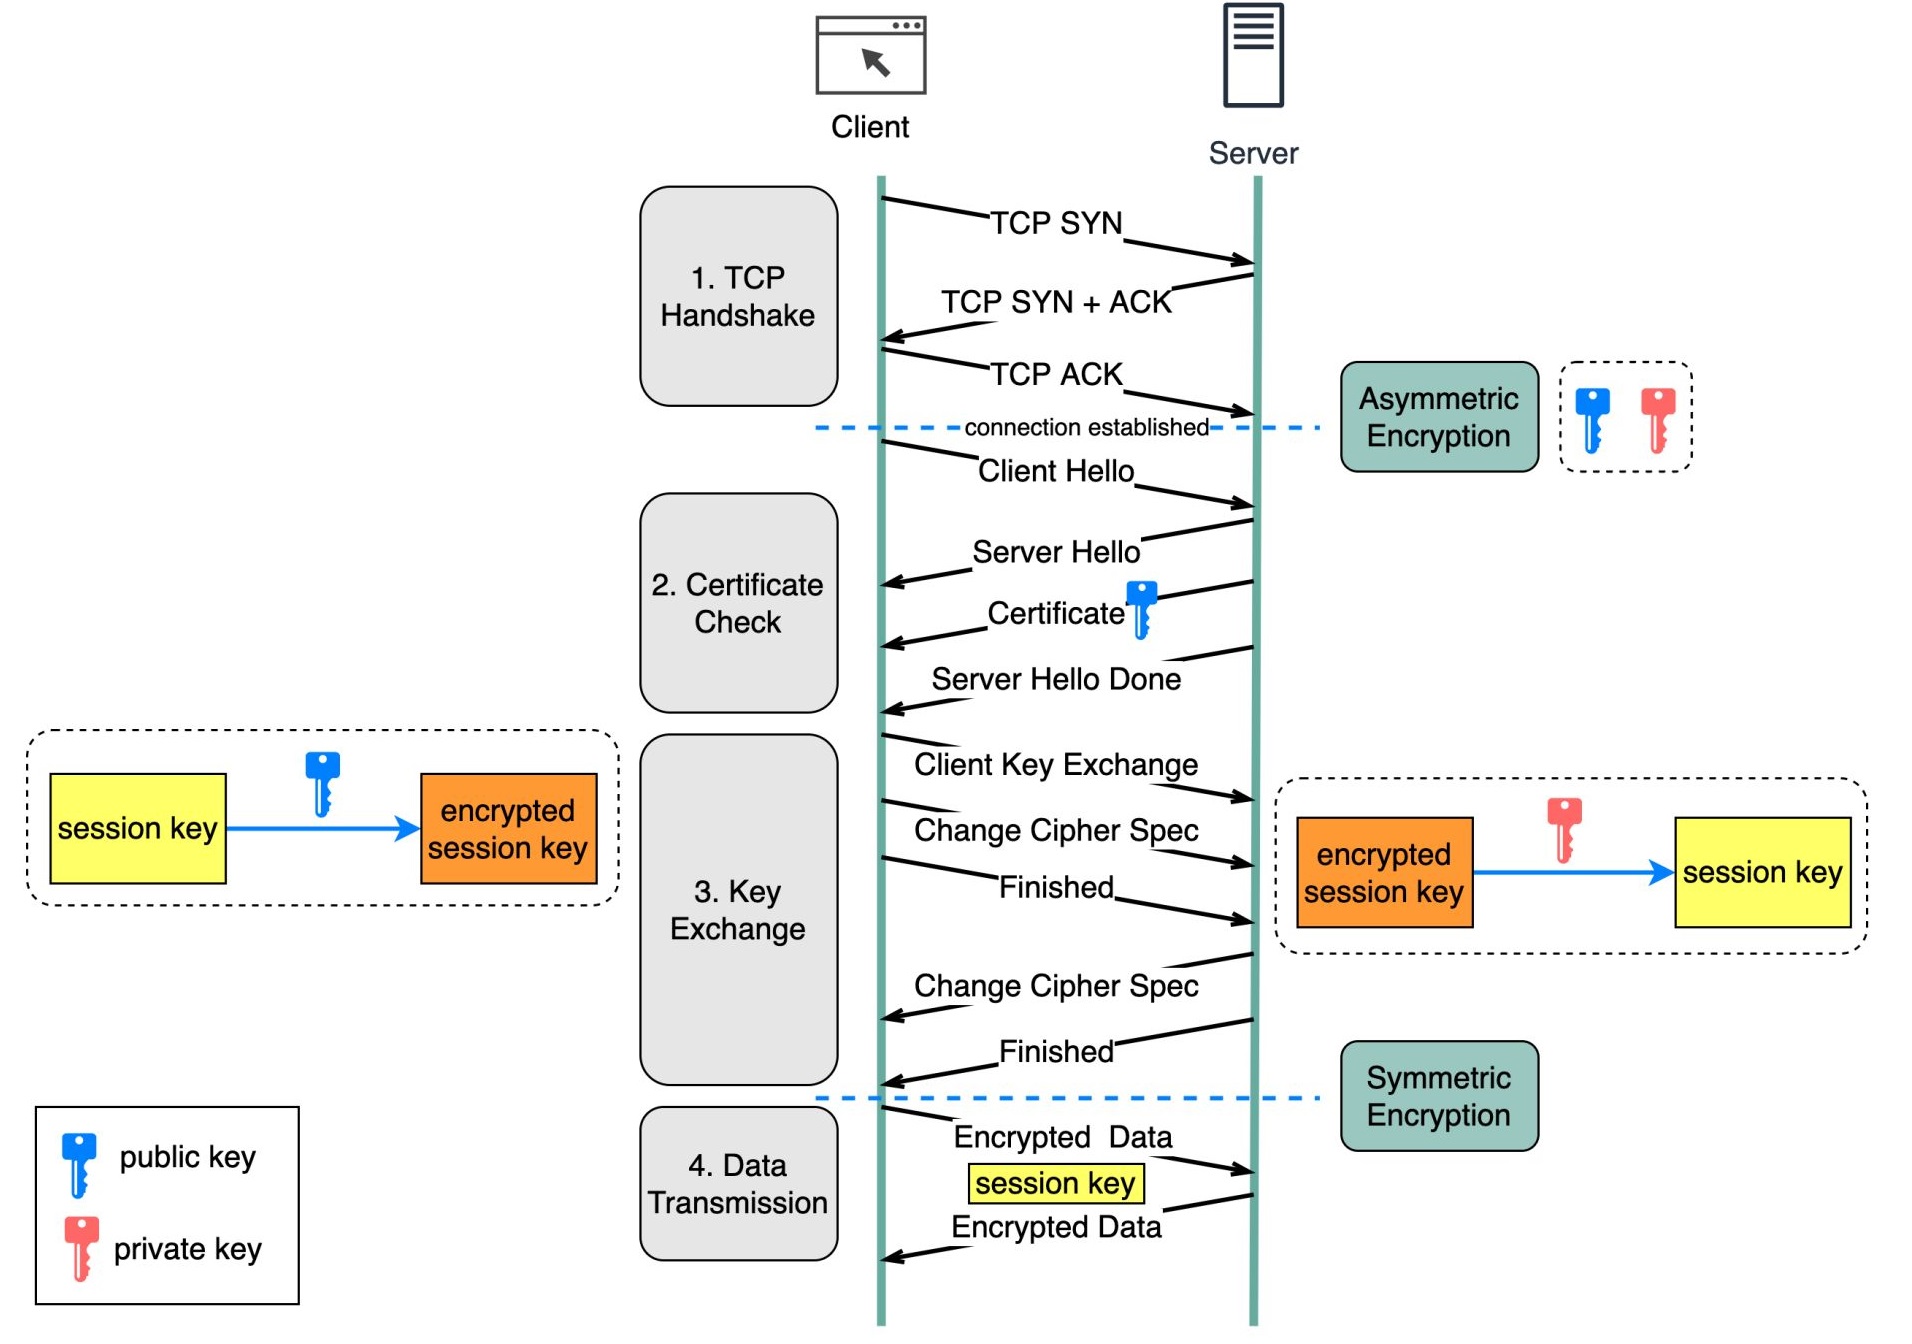 Client
Server
1. TCP
Handshake
TCP SYN
TCP SYN + ACK
TCP ACK
connection established
Asymmetric
Encryption
Client Hello
2. Certificate
Check
Server Hello
Certificate
Server Hello Done
session key
encrypted
session key
3. Key
Exchange
Client Key Exchange
Change Cipher Spec
Finished
Change Cipher Spec
Finished
encrypted
session key
session key
Symmetric
Encryption
4. Data
Transmission
Encrypted  Data
session key
Encrypted Data
public key
private key